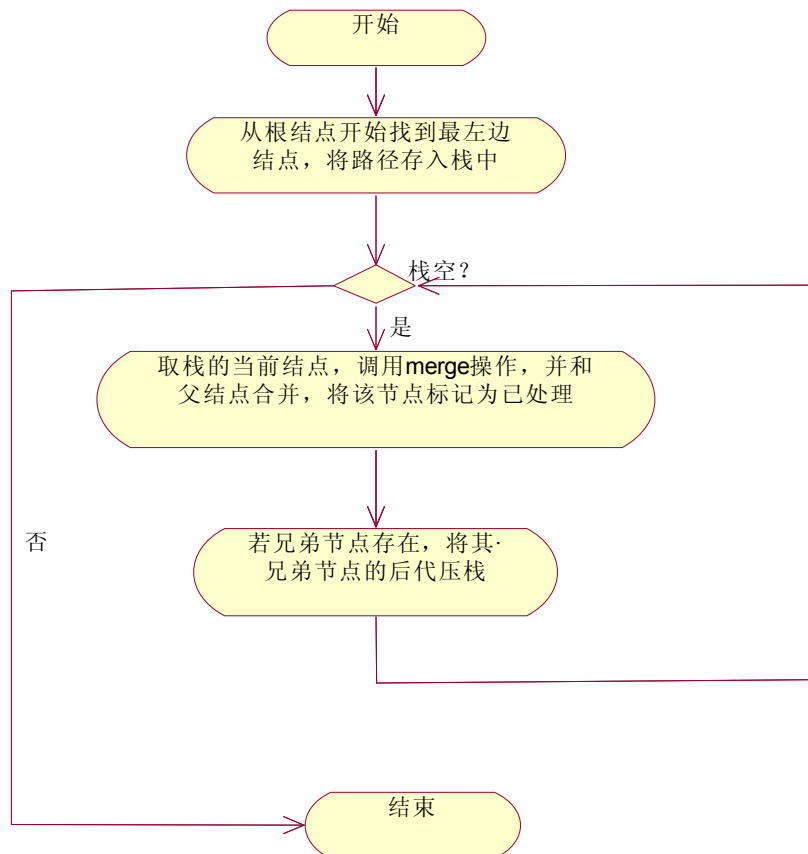 开始
从根结点开始找到最左边
结点，将路径存入栈中
栈空？
是
取栈的当前结点，调用merge操作，并和
父结点合并，将该节点标记为已处理
否
若兄弟节点存在，将其·
兄弟节点的后代压栈
结束